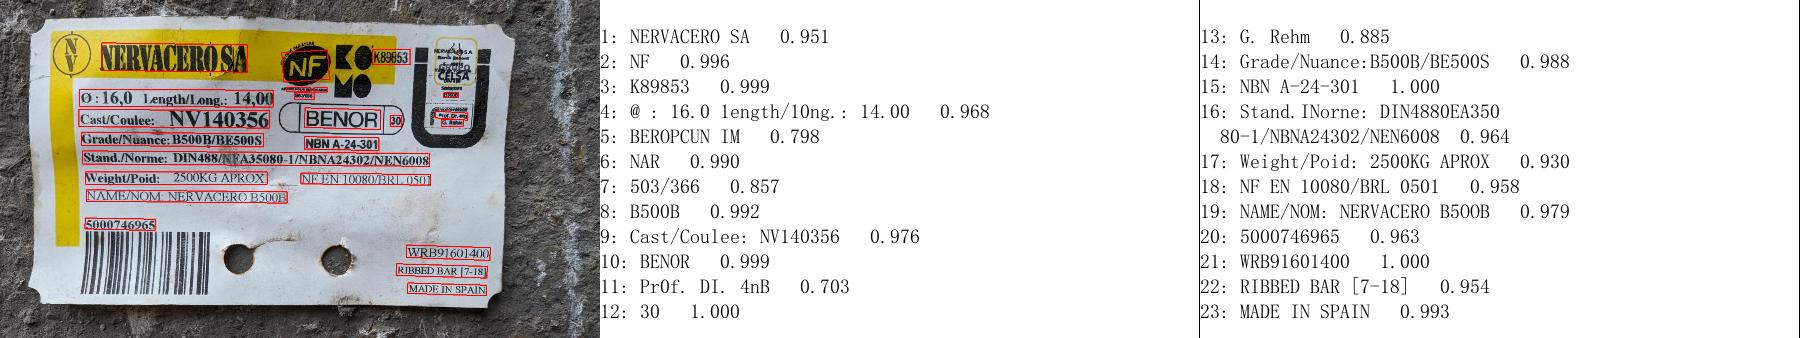 NV
NERVACERO SA
NF
KOMO
K89853
Ø : 16,0 Length/Long.: 14,00
Cast/Coulee: NV140356
BENOR
30
Grade/Nuance: B500B/BE500S
NBN A-24-301
Stand./Norme: DIN488/NFA35080-1/NBNA24302/NEN6008
Weight/Poid: 2500KG APROX
NF EN 10080/BRL 0501
NAME/NOM: NERVACERO B500B
5000746965
WRB91601400
RIBBED BAR [7-18]
MADE IN SPAIN
NERVACERO S.A.
CELSA
G. Rehm
1: NERVACERO SA 0.951
2: NF 0.996
3: K89853 0.999
4: @ : 16.0 length/10ng.: 14.00 0.968
5: BEROPCUN IM 0.798
6: NAR 0.990
7: 503/366 0.857
8: B500B 0.992
9: Cast/Coulee: NV140356 0.976
10: BENOR 0.999
11: Pr0f. DI. 4nB 0.703
12: 30 1.000
13: G. Rehm 0.885
14: Grade/Nuance:B500B/BE500S 0.988
15: NBN A-24-301 1.000
16: Stand.INorne: DIN4880EA350
80-1/NBNA24302/NEN6008 0.964
17: Weight/Poid: 2500KG APROX 0.930
18: NF EN 10080/BRL 0501 0.958
19: NAME/NOM: NERVACERO B500B 0.979
20: 5000746965 0.963
21: WRB91601400 1.000
22: RIBBED BAR [7-18] 0.954
23: MADE IN SPAIN 0.993